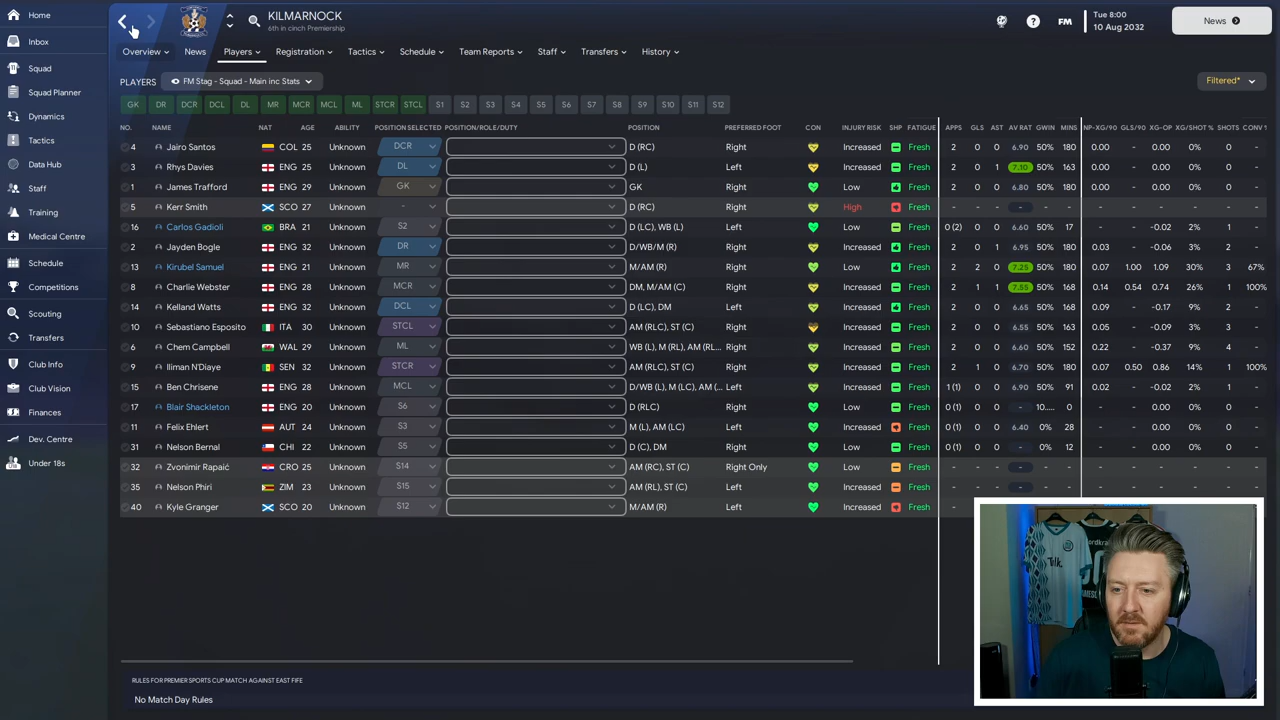 KILMARNOCK
6th in cinch Premiership
Tue 8:00
10 Aug 2032
FM
News
Home
Inbox
Squad
Squad Planner
Dynamics
Tactics
Data Hub
Staff
Training
Medical Centre
Schedule
Competitions
Scouting
Transfers
Club Info
Club Vision
Finances
Dev. Centre
Under 18s
Overview News Players Registration Tactics Schedule Team Reports Staff Transfers History
PLAYERS FM Stag - Squad - Main inc Stats Filtered*
GK DR DCR DCL DL MR MCR MCL ML STCR STCL S1 S2 S3 S4 S5 S6 S7 S8 S9 S10 S11 S12
NO. NAME NAT AGE ABILITY POSITION SELECTED POSITION/ROLE/DUTY POSITION PREFERRED FOOT CON INJURY RISK SHP FATIGUE APPS GLS AST AV RAT GWIN MINS NP-XG/90 GLS/90 XG-OP XG/SHOT % SHOTS CONV
4 Jairo Santos COL 25 Unknown DCR D (RC) Right Increased Fresh 2 0 0 6.90 50% 180 0.00 - 0.00 0% 0 -
3 Rhys Davies ENG 25 Unknown DL D (L) Left Increased Fresh 2 0 1 7.10 50% 163 0.00 - 0.00 0% 0 -
1 James Trafford ENG 29 Unknown GK GK Right Low Fresh 2 0 0 6.80 50% 180 0.00 - 0.00 0% 0 -
5 Kerr Smith SCO 27 Unknown - D (RC) Right High Fresh - - - - - - - - - - - -
16 Carlos Gadioli BRA 21 Unknown S2 D (LC), WB (L) Left Low Fresh 0 (2) 0 0 - 50% 17 - - -0.02 2% 1 -
2 Jayden Bogle ENG 32 Unknown DR D/WB/M (R) Right Increased Fresh 2 0 1 6.95 50% 180 0.03 - -0.06 3% 2 -
13 Kirubel Samuel ENG 21 Unknown MR M/AM (R) Right Low Fresh 2 2 0 7.25 50% 180 0.07 1.00 1.09 30% 3 67%
8 Charlie Webster ENG 28 Unknown MCR DM, M/AM (C) Right Increased Fresh 2 1 1 7.55 50% 168 0.14 0.54 0.74 26% 1 100%
14 Kelland Watts ENG 32 Unknown DCL D (LC), DM Left Increased Fresh 2 0 0 6.65 50% 168 0.09 - -0.17 9% 2 -
10 Sebastiano Esposito ITA 30 Unknown STCL AM (RLC), ST (C) Right Increased Fresh 2 0 0 6.55 50% 163 0.05 - -0.09 3% 3 -
6 Chem Campbell WAL 29 Unknown ML WB (L), M (RL), AM (RL... Right Increased Fresh 2 0 0 6.60 50% 152 0.22 - -0.37 9% 4 -
9 Iliman N'Diaye SEN 32 Unknown STCR AM (RLC), ST (C) Right Increased Fresh 2 1 0 6.70 50% 180 0.07 0.50 0.86 14% 1 100%
15 Ben Chrisene ENG 28 Unknown MCL D/WB (L), M (LC), AM (... Left Increased Fresh 1 (1) 0 0 6.90 50% 91 0.02 - -0.02 2% 1 -
17 Blair Shackleton ENG 20 Unknown S6 D (RLC) Right Low Fresh 0 (1) 0 0 - 10..... 0 - - 0.00 0% 0 -
11 Felix Ehlert AUT 24 Unknown S3 M (L), AM (LC) Left Increased Fresh 0 (1) 0 0 6.40 0% 28 - - 0.00 0% 0 -
31 Nelson Bernal CHI 22 Unknown S5 D (C), DM Right Low Fresh 0 (1) 0 0 - 0% 12 - - 0.00 0% 0 -
32 Zvonimir Rapaić CRO 25 Unknown S14 AM (RC), ST (C) Right Only Low Fresh - - - - - - - - - - - -
35 Nelson Phiri ZIM 23 Unknown S15 AM (RL), ST (C) Left Increased Fresh - - - - - - - - - - - -
40 Kyle Granger SCO 20 Unknown S12 M/AM (R) Left Increased Fresh -
RULES FOR PREMIER SPORTS CUP MATCH AGAINST EAST FIFE
No Match Day Rules